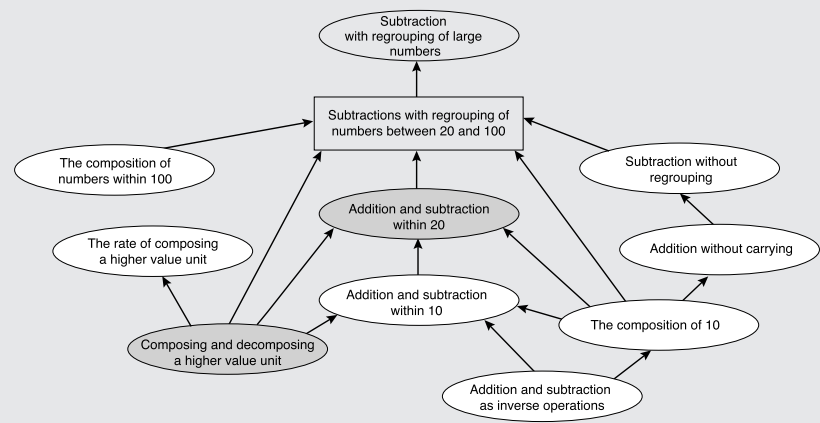 Subtraction
with regrouping of large
numbers
Subtractions with regrouping of
numbers between 20 and 100
The composition of
numbers within 100
Subtraction without
regrouping
Addition and subtraction
within 20
The rate of composing
a higher value unit
Addition without carrying
Addition and subtraction
within 10
The composition of 10
Composing and decomposing
a higher value unit
Addition and subtraction
as inverse operations